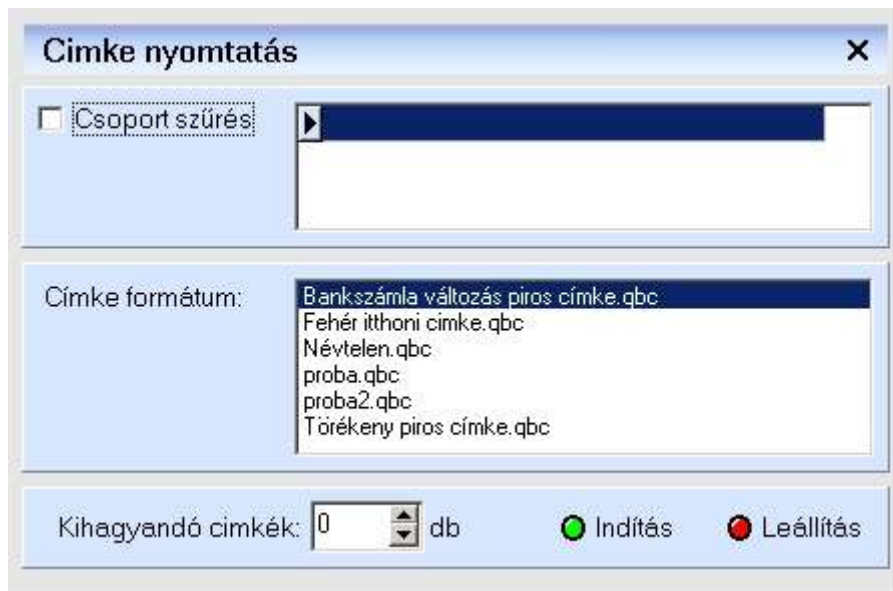 Cimke nyomtatás
Csoport szűrés
Címke formátum:
Bankszámla változás piros címke.qbc
Fehér itthoni cimke.qbc
Névtelen.qbc
proba.qbc
proba2.qbc
Törékeny piros címke.qbc
Kihagyandó cimkék: 0 db Indítás Leállítás